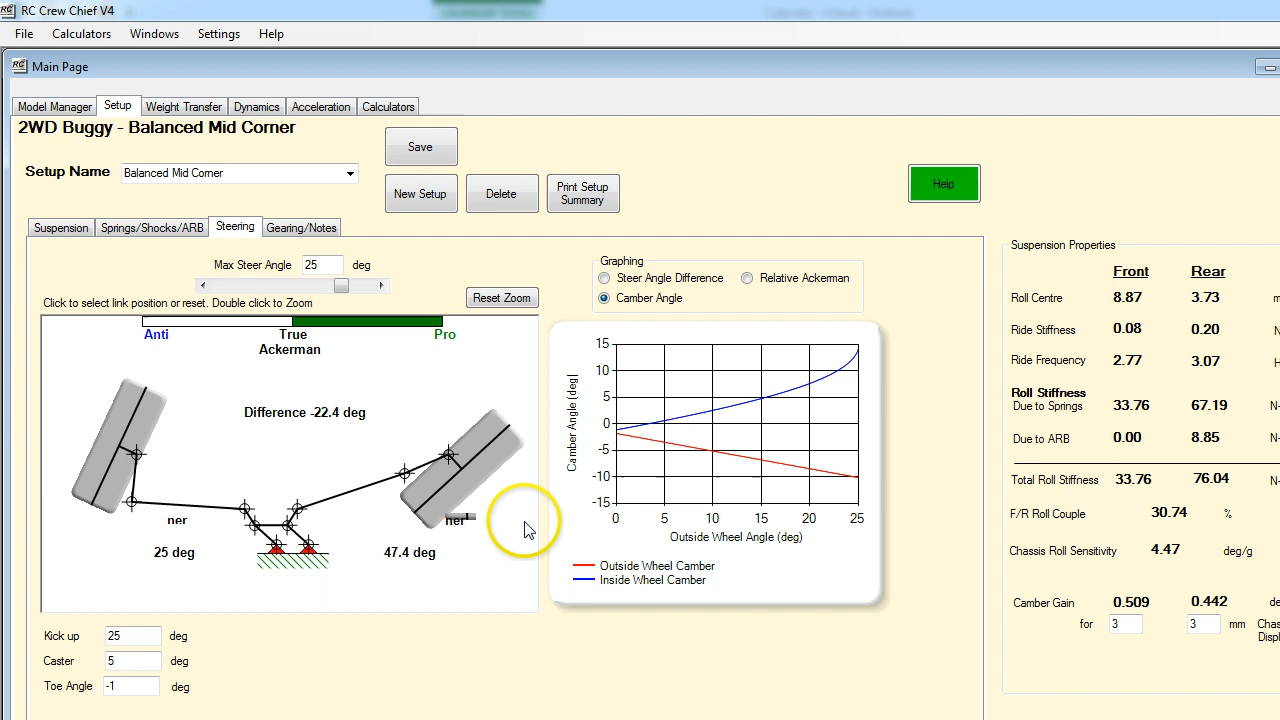 RC Crew Chief V4
File Calculators Windows Settings Help
RC Main Page
Model Manager Setup Weight Transfer Dynamics Acceleration Calculators
2WD Buggy - Balanced Mid Corner
Setup Name Balanced Mid Corner
Save
New Setup Delete Print Setup Summary
Help
Suspension Springs/Shocks/ARB Steering Gearing/Notes
Max Steer Angle 25 deg
Click to select link position or reset. Double click to Zoom
Reset Zoom
Graphing
Steer Angle Difference Relative Ackerman
Camber Angle
Anti True Pro
Ackerman
Difference -22.4 deg
ner
ner
25 deg 47.4 deg
Camber Angle (deg)
15
10
5
0
-5
-10
-15
0 5 10 15 20 25
Outside Wheel Angle (deg)
Outside Wheel Camber
Inside Wheel Camber
Kick up 25 deg
Caster 5 deg
Toe Angle -1 deg
Suspension Properties
Front Rear
Roll Centre 8.87 3.73 m
Ride Stiffness 0.08 0.20 N
Ride Frequency 2.77 3.07 H
Roll Stiffness
Due to Springs 33.76 67.19 N-
Due to ARB 0.00 8.85 N-
Total Roll Stiffness 33.76 76.04 N-
F/R Roll Couple 30.74 %
Chassis Roll Sensitivity 4.47 deg/g
Camber Gain 0.509 0.442 de
for 3 3 mm Chas
Displ